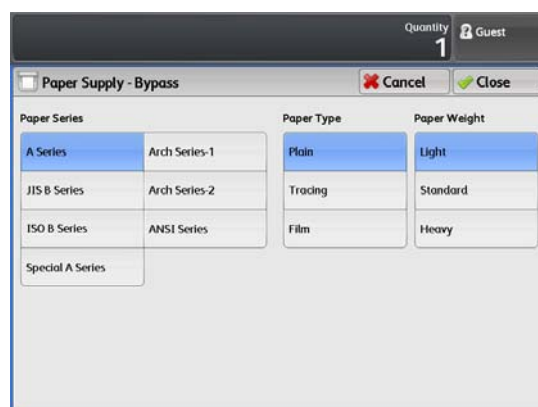 Quantity
1
Guest
Paper Supply - Bypass
Cancel
Close
Paper Series
Paper Type
Paper Weight
A Series
Arch Series-1
Plain
Light
JIS B Series
Arch Series-2
Tracing
Standard
ISO B Series
ANSI Series
Film
Heavy
Special A Series